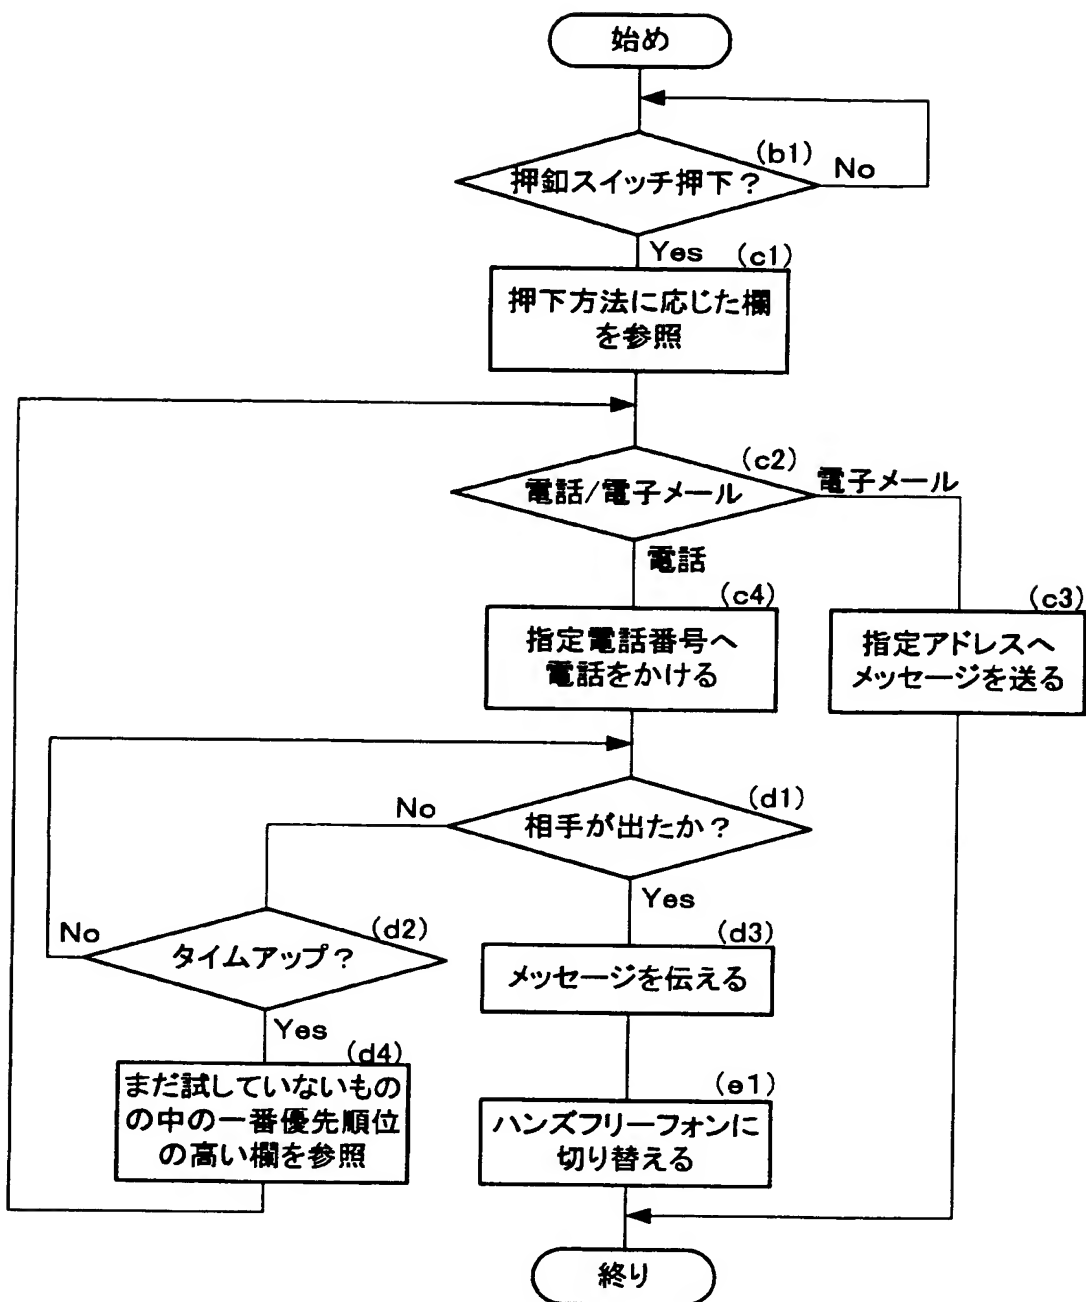 始め
(b1)
押釦スイッチ押下?
No
Yes
(c1)
押下方法に応じた欄
を参照
(c2)
電話/電子メール
電子メール
電話
(c4)
指定電話番号へ
電話をかける
(c3)
指定アドレスへ
メッセージを送る
(d1)
No
相手が出たか?
Yes
No
(d2)
タイムアップ?
(d3)
メッセージを伝える
Yes
(d4)
まだ試していないもの
の中の一番優先順位
の高い欄を参照
(e1)
ハンズフリーフォンに
切り替える
終り